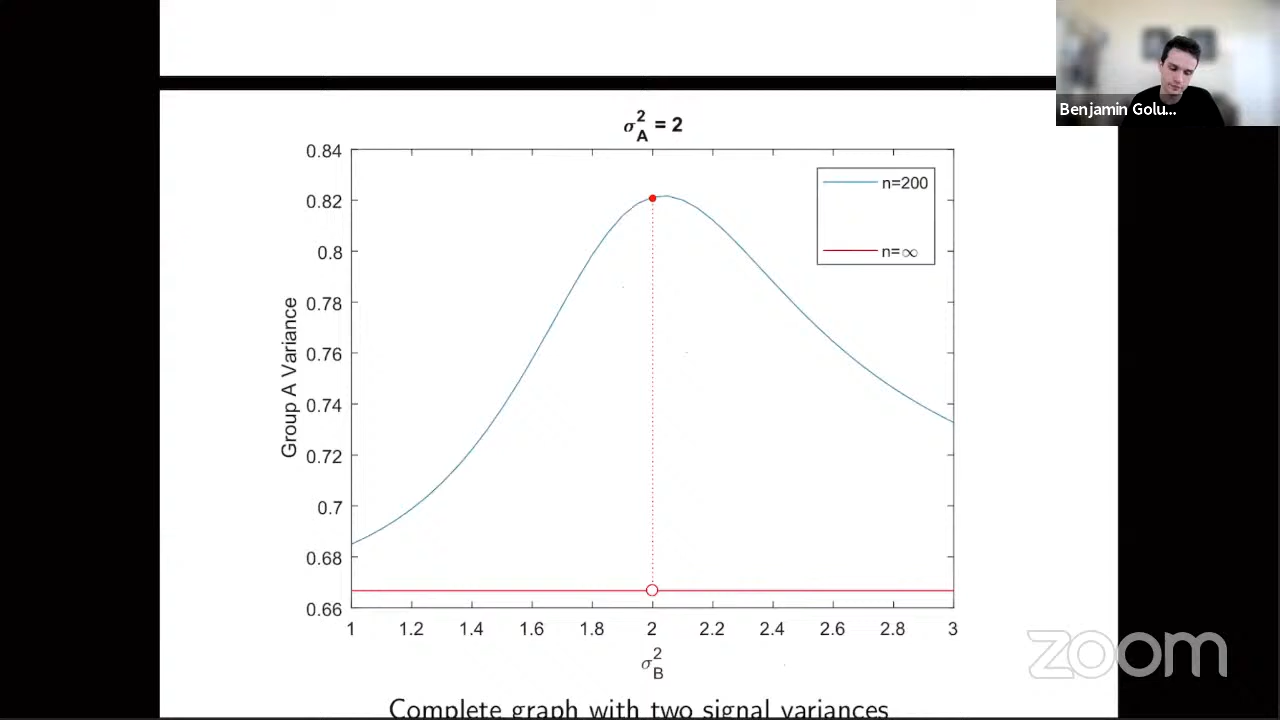 Benjamin Golu...
σ²_A = 2
0.84
0.82
0.8
0.78
0.76
0.74
0.72
0.7
0.68
0.66
Group A Variance
n=200
n=∞
1 1.2 1.4 1.6 1.8 2 2.2 2.4 2.6 2.8 3
σ²_B
zoom
Complete graph with two signal variances